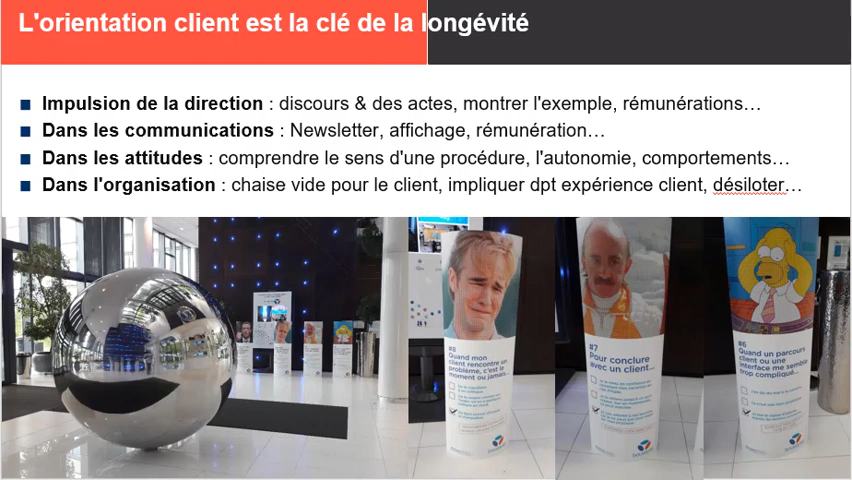 L'orientation client est la clé de la longévité
Impulsion de la direction : discours & des actes, montrer l'exemple, rémunérations…
Dans les communications : Newsletter, affichage, rémunération…
Dans les attitudes : comprendre le sens d'une procédure, l'autonomie, comportements…
Dans l'organisation : chaise vide pour le client, impliquer dpt expérience client, désiloter…
#8
Quand mon
client rencontre un
problème, c'est le
moment ou jamais...
#7
Pour conclure
avec un client...
#6
Quand un parcours
client ou une
interface me semble
trop compliqué...